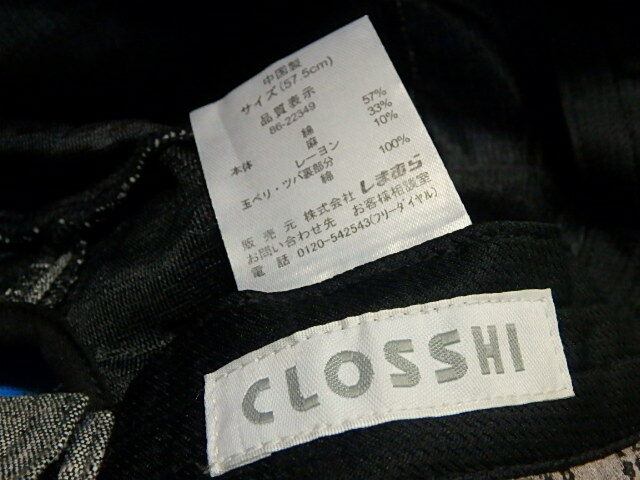 中国製
サイズ(57.5cm)
品質表示
86-22349
綿 57%
本体 麻 33%
レーヨン 10%
玉ベリ・ツバ裏部分
綿 100%
販売元 株式会社しまむら
お問い合わせ先 お客様相談室
電話 0120-542543(フリーダイヤル)
CLOSSHI